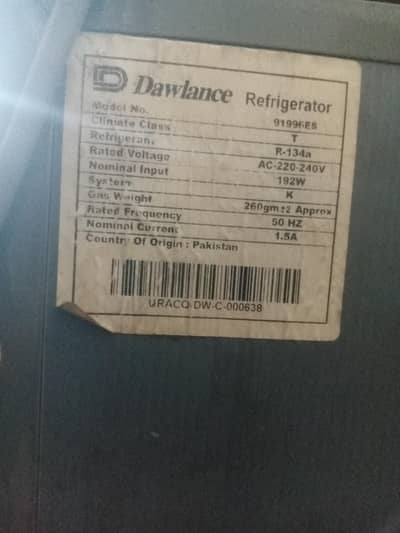 Dawlance Refrigerator
Model No. 91996ES
Climate Class T
Refrigerant R-134a
Rated Voltage AC-220-240V
Nominal Input 192W
System K
Gas Weight 260gm±2 Approx
Rated Frequency 50 HZ
Nominal Current 1.5A
Country Of Origin : Pakistan
URACQ-DW-C-000638